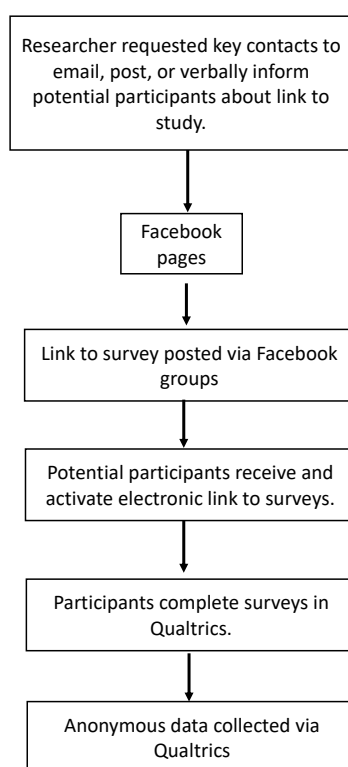 Researcher requested key contacts to
email, post, or verbally inform
potential participants about link to
study.
Facebook
pages
Link to survey posted via Facebook
groups
Potential participants receive and
activate electronic link to surveys.
Participants complete surveys in
Qualtrics.
Anonymous data collected via
Qualtrics